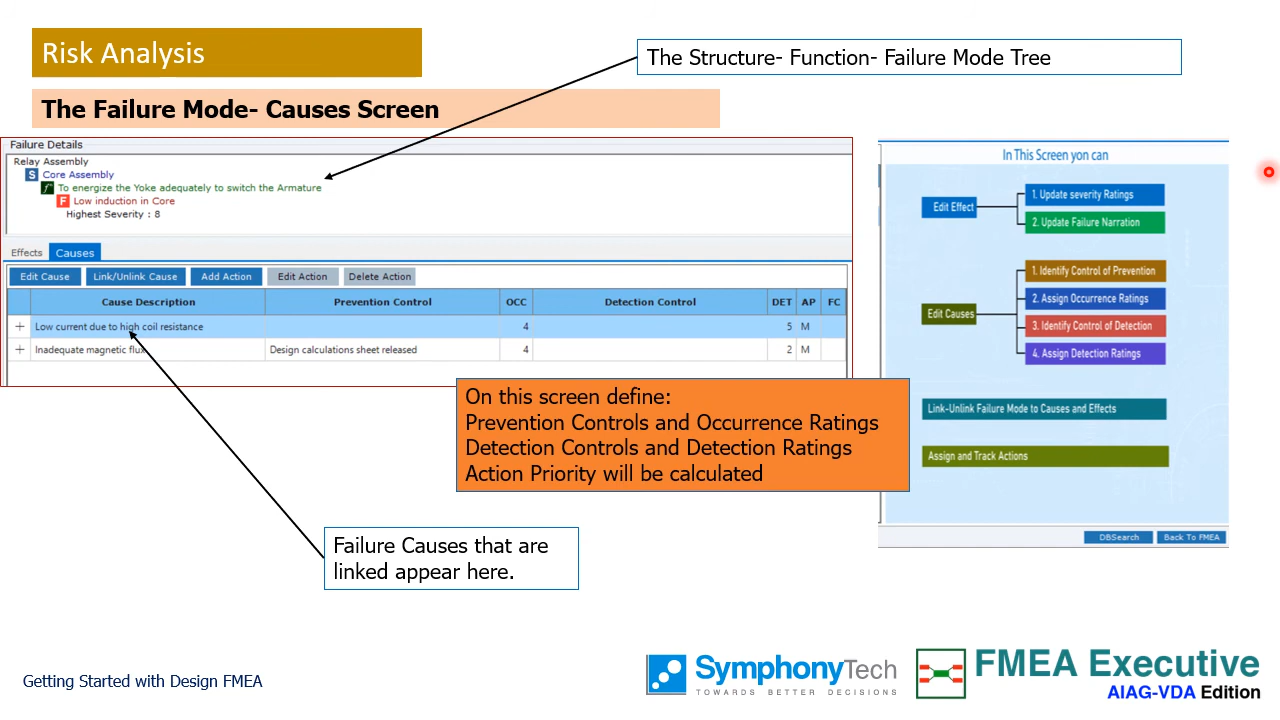 Risk Analysis
The Structure- Function- Failure Mode Tree
The Failure Mode- Causes Screen
Failure Details
Relay Assembly
S Core Assembly
f To energize the Yoke adequately to switch the Armature
F Low induction in Core
Highest Severity : 8
Effects Causes
Edit Cause Link/Unlink Cause Add Action Edit Action Delete Action
Cause Description Prevention Control OCC Detection Control DET AP FC
Low current due to high coil resistance 4 5 M
Inadequate magnetic flux Design calculations sheet released 4 2 M
On this screen define:
Prevention Controls and Occurrence Ratings
Detection Controls and Detection Ratings
Action Priority will be calculated
Failure Causes that are
linked appear here.
In This Screen you can
Edit Effect
1. Update severity Ratings
2. Update Failure Narration
Edit Causes
1. Identify Control of Prevention
2. Assign Occurrence Ratings
3. Identify Control of Detection
4. Assign Detection Ratings
Link-Unlink Failure Mode to Causes and Effects
Assign and Track Actions
DBSearch Back To FMEA
Getting Started with Design FMEA
SymphonyTech
TOWARDS BETTER DECISIONS
FMEA Executive
AIAG-VDA Edition